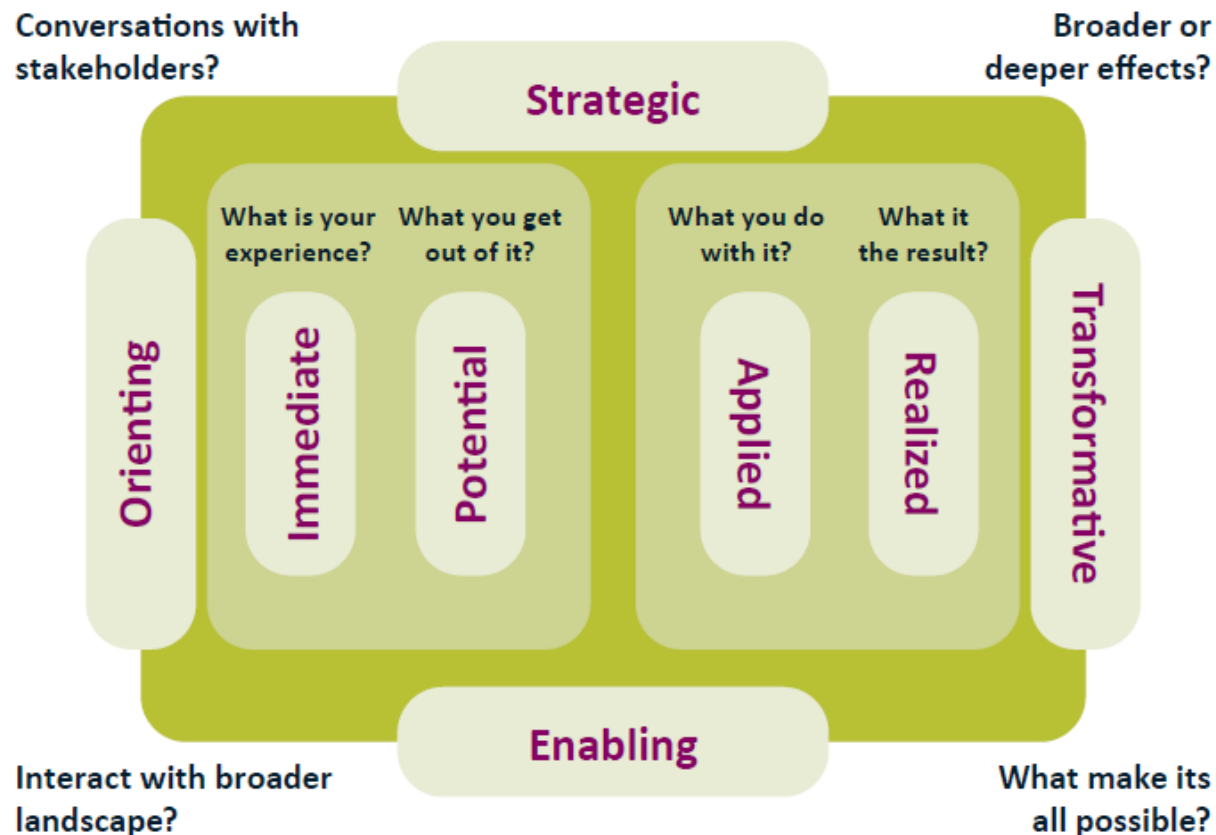 Conversations with
stakeholders?
Broader or
deeper effects?
Strategic
What is your
experience?
What you get
out of it?
What you do
with it?
What it
the result?
Orienting
Immediate
Potential
Applied
Realized
Transformative
Enabling
Interact with broader
landscape?
What make its
all possible?